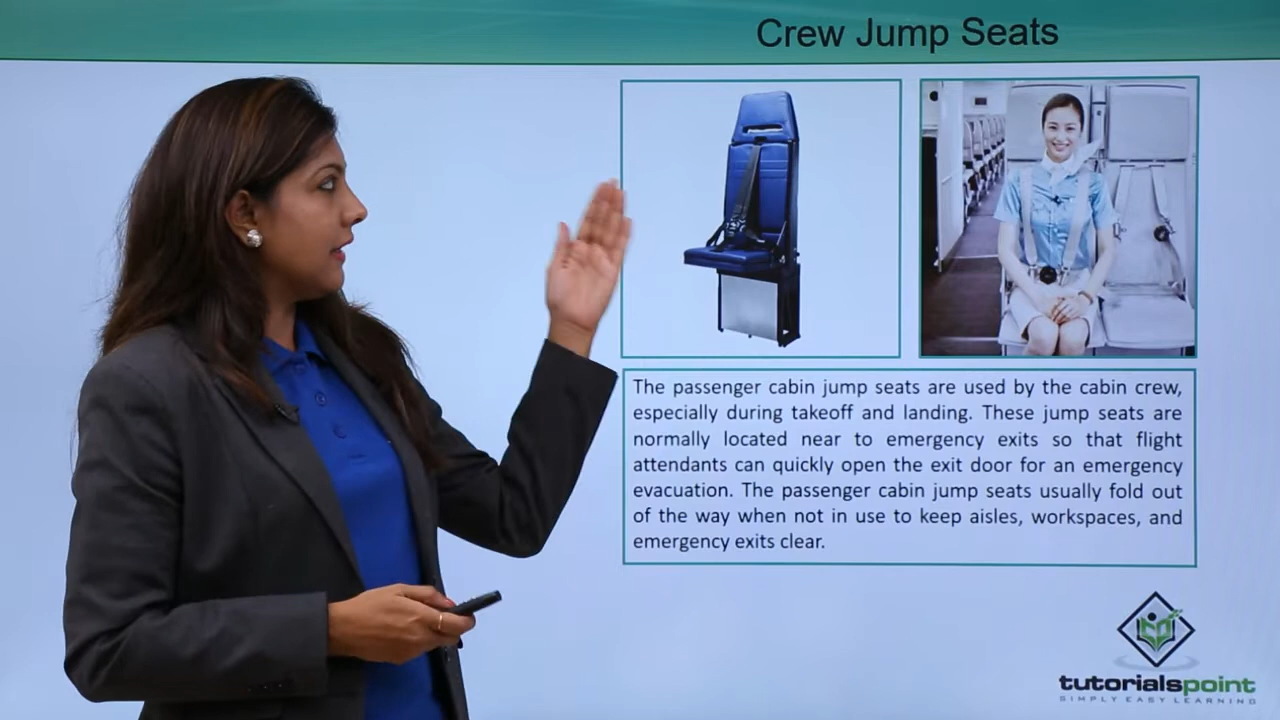 Crew Jump Seats
The passenger cabin jump seats are used by the cabin crew,
especially during takeoff and landing. These jump seats are
normally located near to emergency exits so that flight
attendants can quickly open the exit door for an emergency
evacuation. The passenger cabin jump seats usually fold out
of the way when not in use to keep aisles, workspaces, and
emergency exits clear.
tutorialspoint
SIMPLY EASY LEARNING